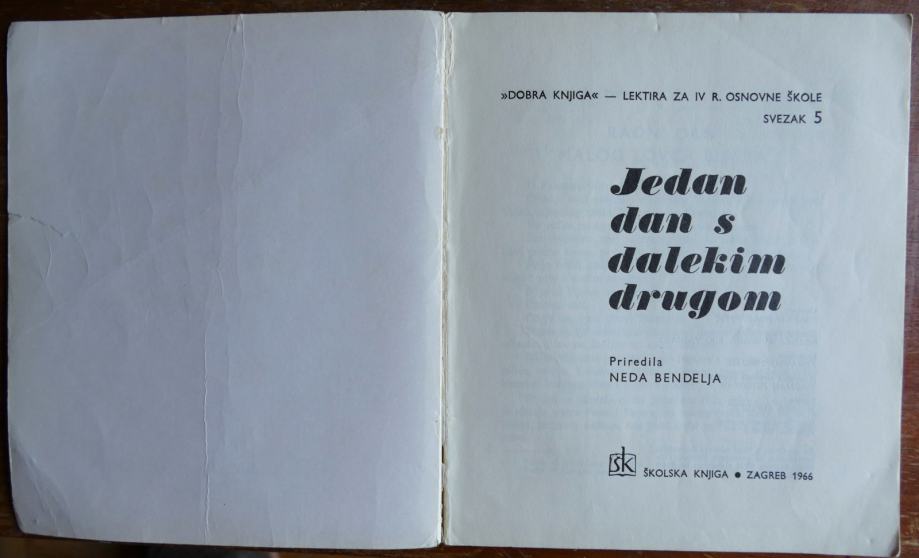 »DOBRA KNJIGA« — LEKTIRA ZA IV R. OSNOVNE ŠKOLE
SVEZAK 5
Jedan
dan s
dalekim
drugom
Priredila
NEDA BENDELJA
šk ŠKOLSKA KNJIGA ● ZAGREB 1966